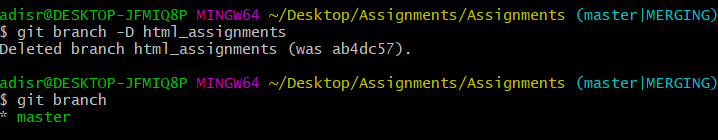 adisr@DESKTOP-JFMIQ8P MINGW64 ~/Desktop/Assignments/Assignments (master|MERGING)
$ git branch -D html_assignments
Deleted branch html_assignments (was ab4dc57).
adisr@DESKTOP-JFMIQ8P MINGW64 ~/Desktop/Assignments/Assignments (master|MERGING)
$ git branch
* master